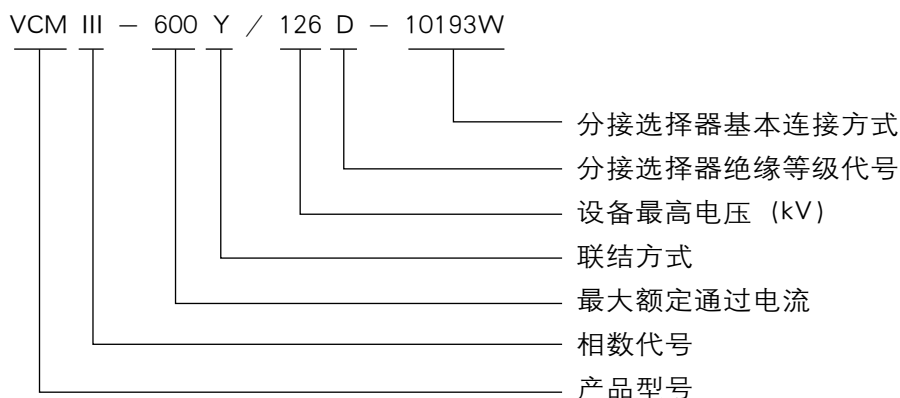 VCM III － 600 Y / 126 D － 10193W
分接选择器基本连接方式
分接选择器绝缘等级代号
设备最高电压 (kV)
联结方式
最大额定通过电流
相数代号
产品型号